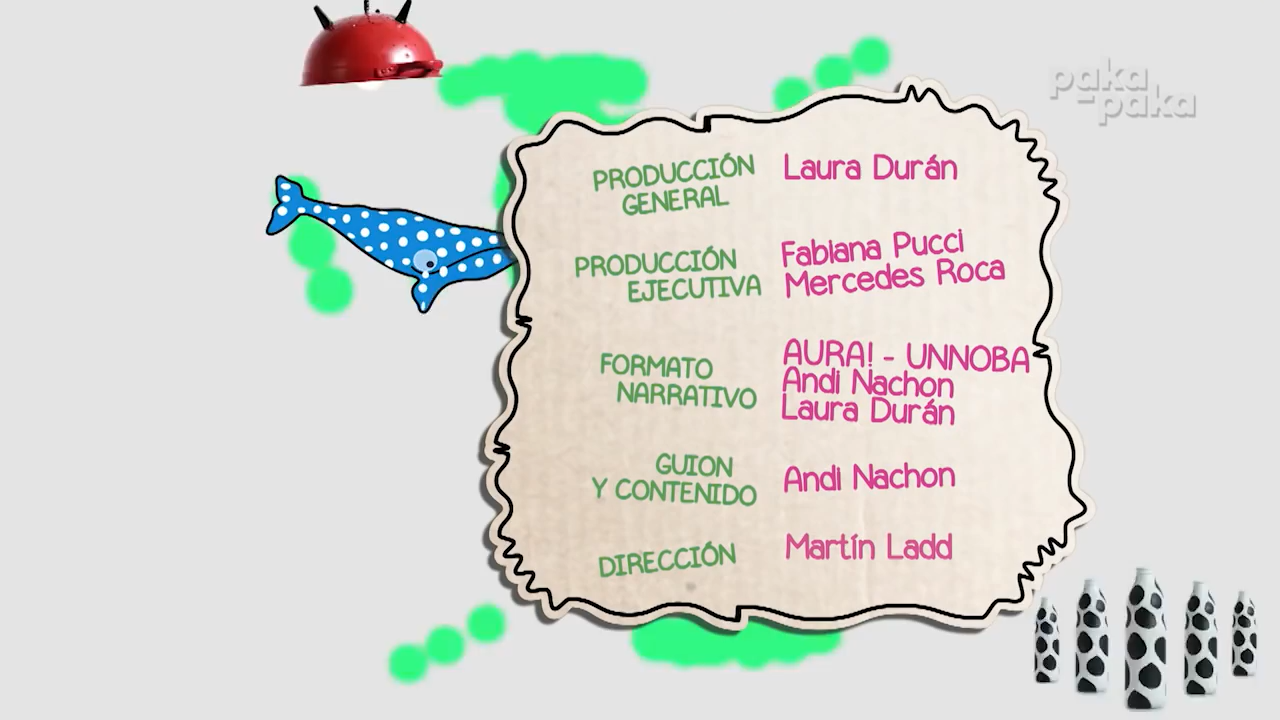 paka-
paka
PRODUCCIÓN
GENERAL
Laura Durán
PRODUCCIÓN
EJECUTIVA
Fabiana Pucci
Mercedes Roca
FORMATO
NARRATIVO
AURA! - UNNOBA
Andi Nachon
Laura Durán
GUION
Y CONTENIDO
Andi Nachon
DIRECCIÓN
Martín Ladd